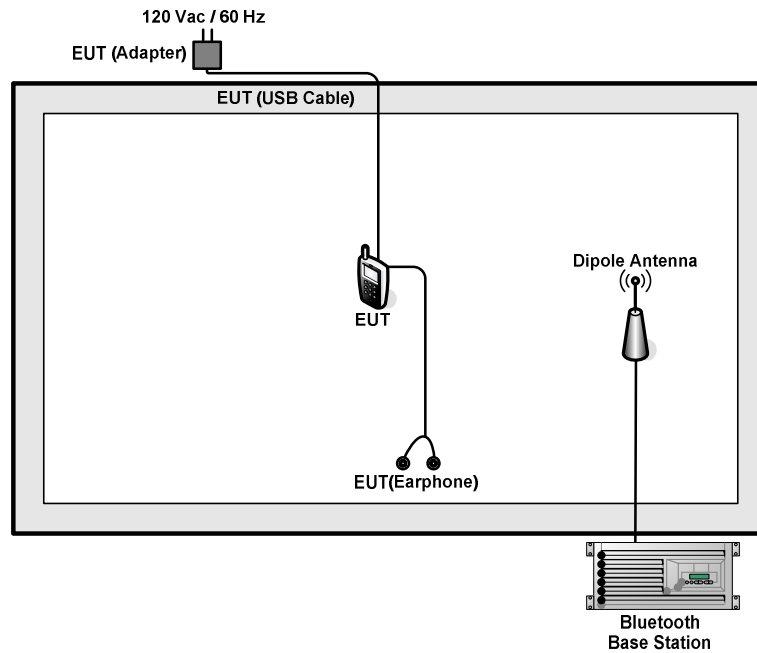 120 Vac / 60 Hz
EUT (Adapter)
EUT (USB Cable)
Dipole Antenna
EUT
EUT(Earphone)
Bluetooth
Base Station